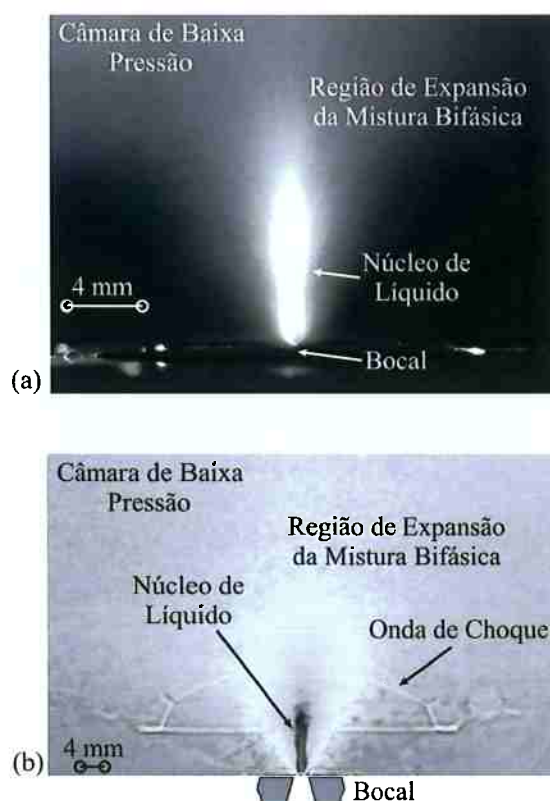 Câmara de Baixa
Pressão
Região de Expansão
da Mistura Bifásica
Núcleo de
Líquido
4 mm
Bocal
(a)
Câmara de Baixa
Pressão
Região de Expansão
da Mistura Bifásica
Núcleo de
Líquido
Onda de Choque
4 mm
(b)
Bocal